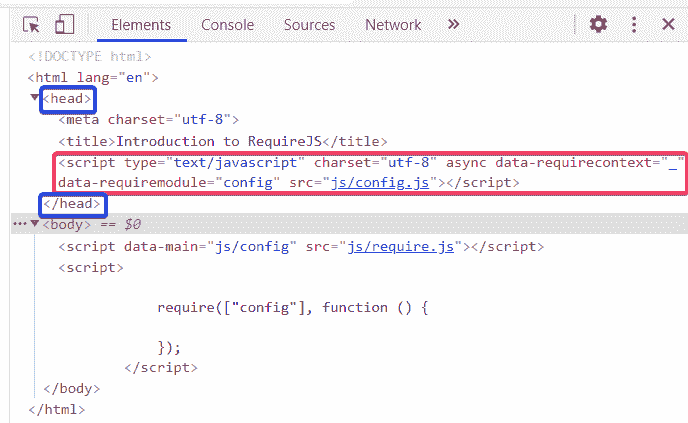 Elements Console Sources Network »
<!DOCTYPE html>
<html lang="en">
<head>
<meta charset="utf-8">
<title>Introduction to RequireJS</title>
<script type="text/javascript" charset="utf-8" async data-requirecontext="_"
data-requiremodule="config" src="js/config.js"></script>
</head>
<body> == $0
<script data-main="js/config" src="js/require.js"></script>
<script>
require(["config"], function () {
});
</script>
</body>
</html>